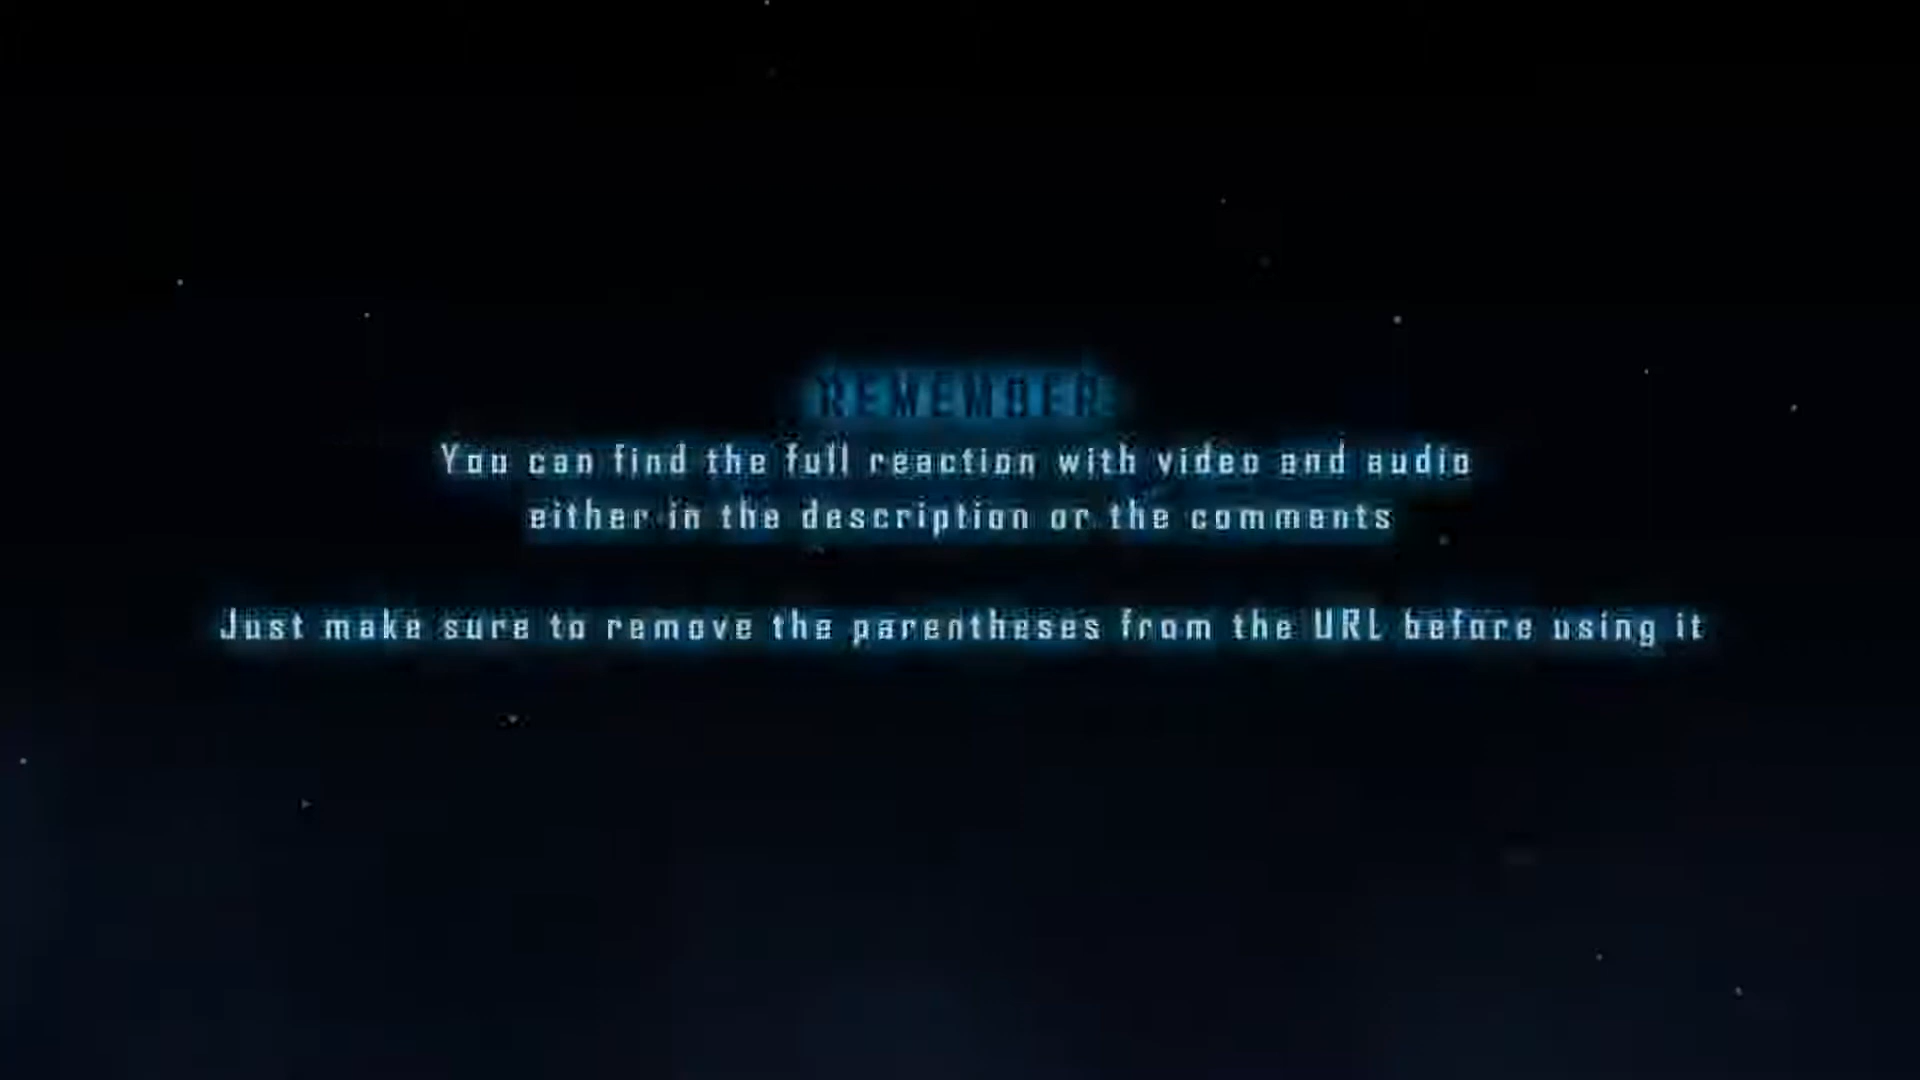 REMEMBER
You can find the full reaction with video and audio
either in the description or the comments
Just make sure to remove the parentheses from the URL before using it